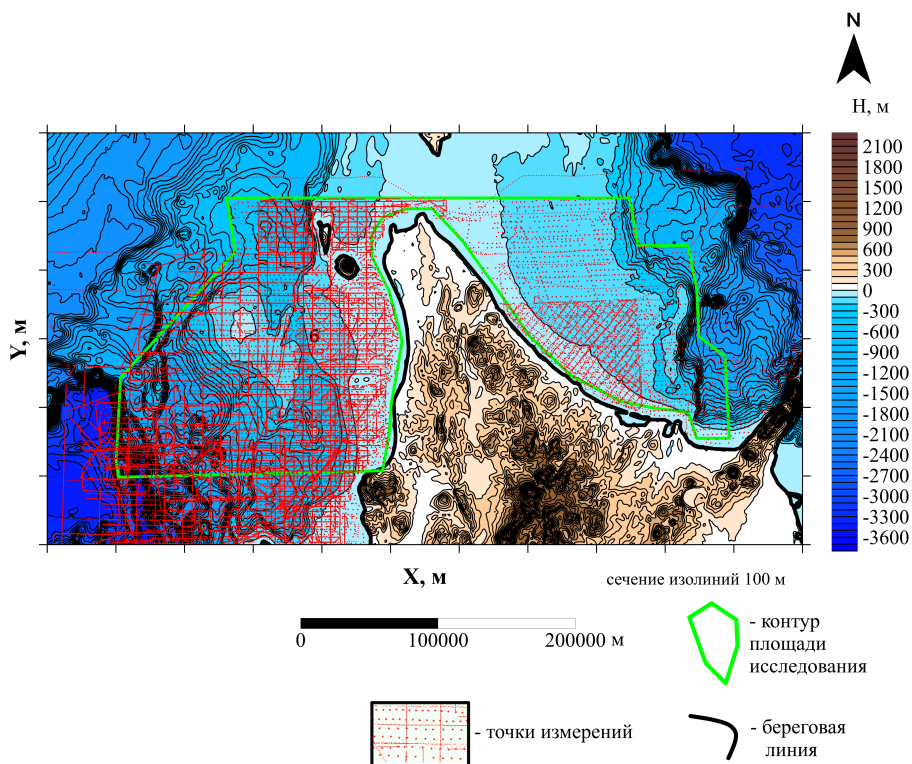 N
H, м
2100
1800
1500
1200
900
600
300
0
-300
-600
-900
-1200
-1500
-1800
-2100
-2400
-2700
-3000
-3300
-3600
Y, м
6
X, м
сечение изолиний 100 м
0
100000
200000 м
- контур
площади
исследования
- точки измерений
- береговая
линия